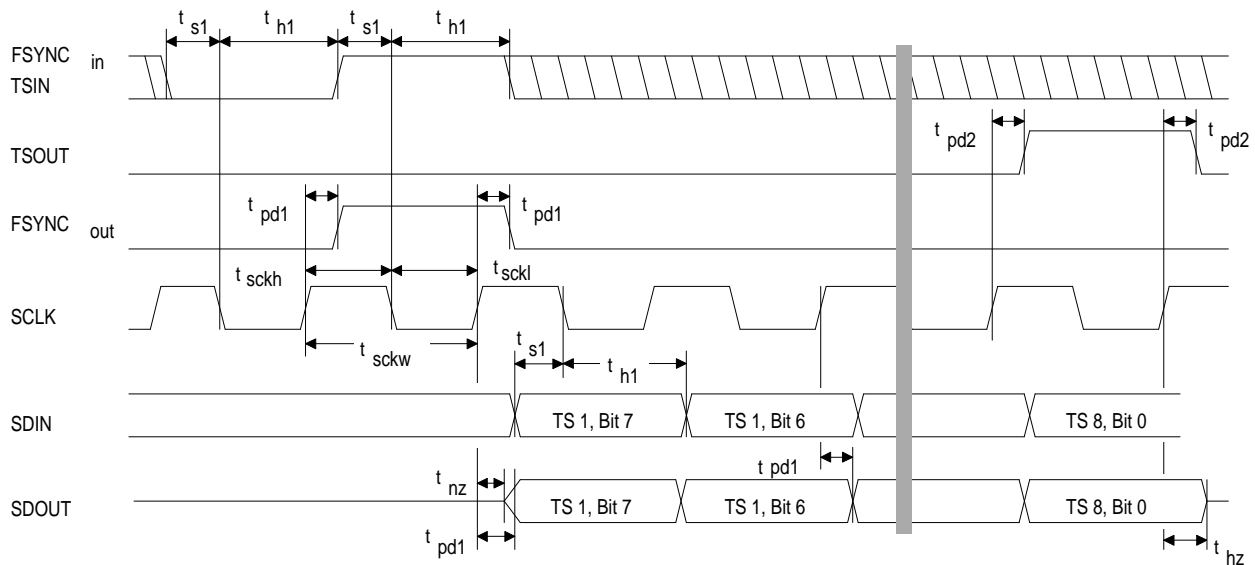 t s1
t h1
t s1
t h1
FSYNC in
TSIN
t pd2
t pd2
TSOUT
t pd1
t pd1
FSYNC out
t sckh
t sckl
SCLK
t sckw
t s1
t h1
SDIN
TS 1, Bit 7
TS 1, Bit 6
TS 8, Bit 0
t pd1
t nz
SDOUT
TS 1, Bit 7
TS 1, Bit 6
TS 8, Bit 0
t pd1
t hz